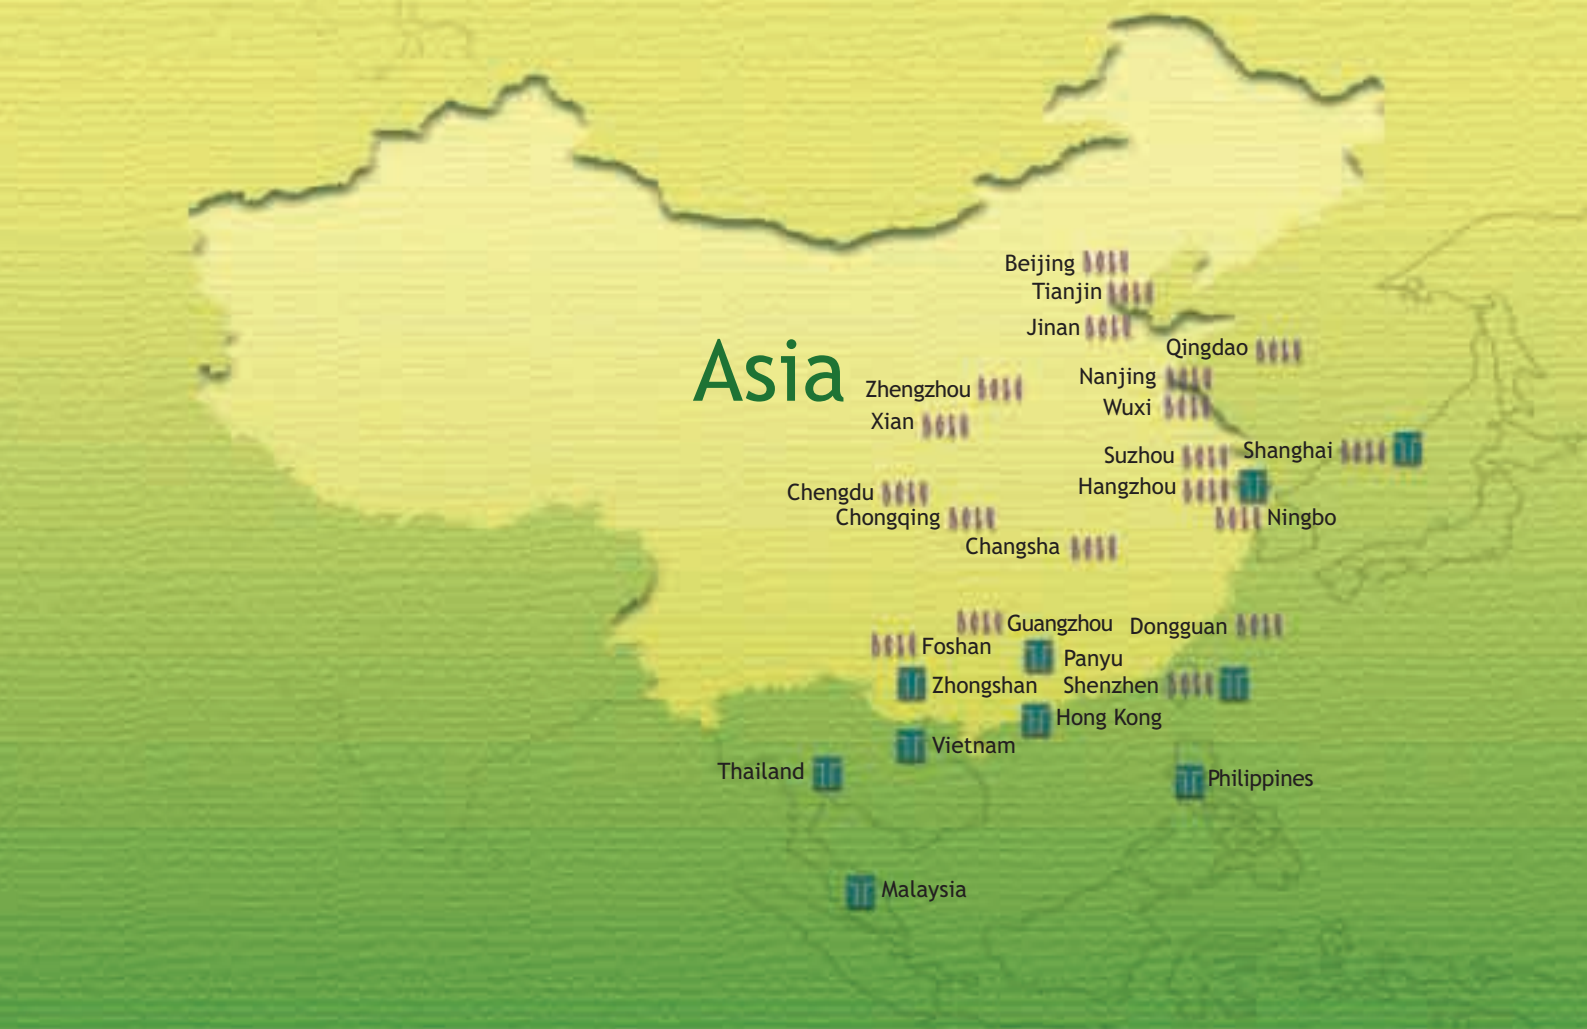 Beijing
Tianjin
Jinan
Qingdao
Asia
Nanjing
Zhengzhou
Wuxi
Xian
Shanghai
Suzhou
Hangzhou
Chengdu
Chongqing
Ningbo
Changsha
Guangzhou
Dongguan
Foshan
Panyu
Zhongshan
Shenzhen
Hong Kong
Vietnam
Thailand
Philippines
Malaysia